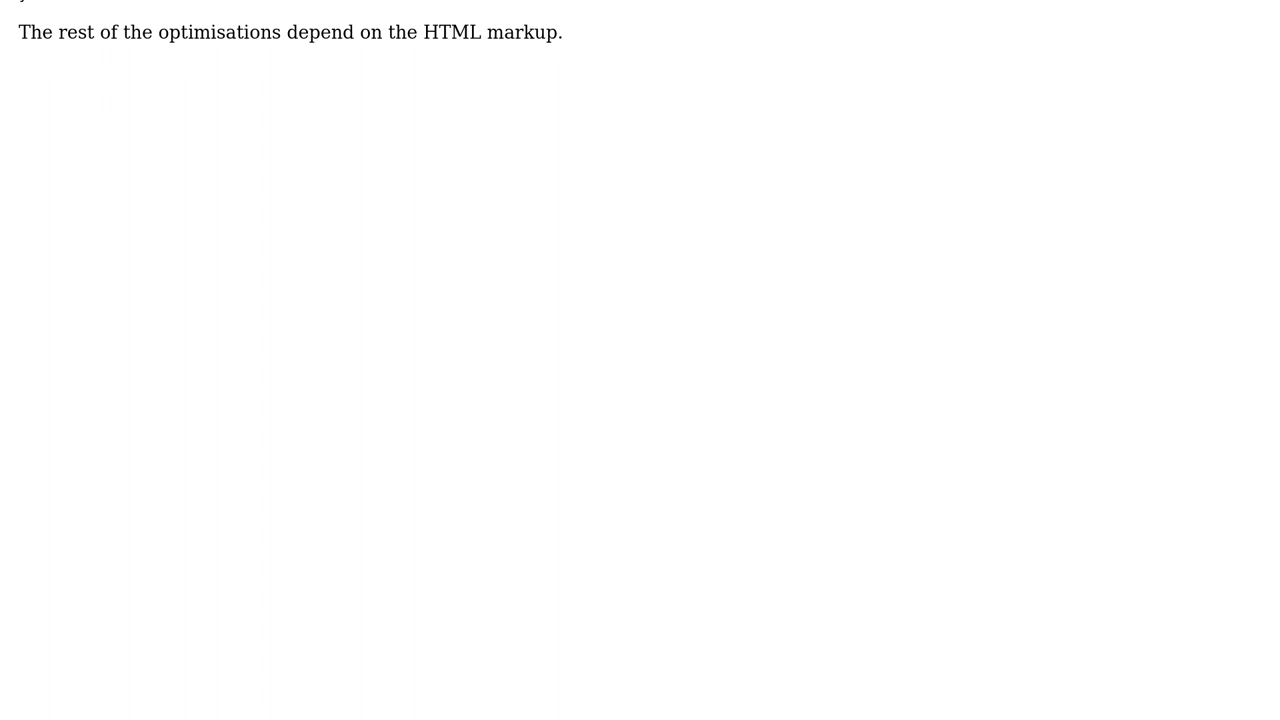 The rest of the optimisations depend on the HTML markup.